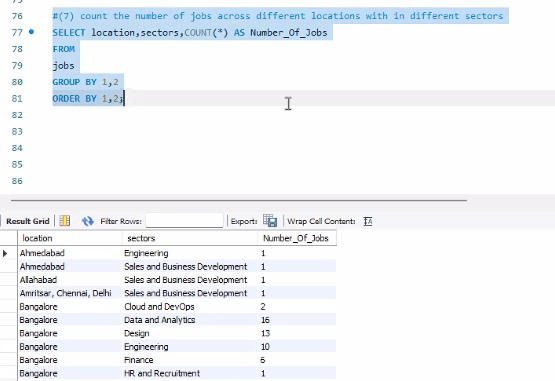 76 #(7) count the number of jobs across different locations with in different sectors
77 SELECT location,sectors,COUNT(*) AS Number_Of_Jobs
78 FROM
79 jobs
80 GROUP BY 1,2
81 ORDER BY 1,2;
82
83
84
85
86
Result Grid Filter Rows: Export: Wrap Cell Content:
location sectors Number_Of_Jobs
Ahmedabad Engineering 1
Ahmedabad Sales and Business Development 1
Allahabad Sales and Business Development 1
Amritsar, Chennai, Delhi Sales and Business Development 1
Bangalore Cloud and DevOps 2
Bangalore Data and Analytics 16
Bangalore Design 13
Bangalore Engineering 10
Bangalore Finance 6
Bangalore HR and Recruitment 1